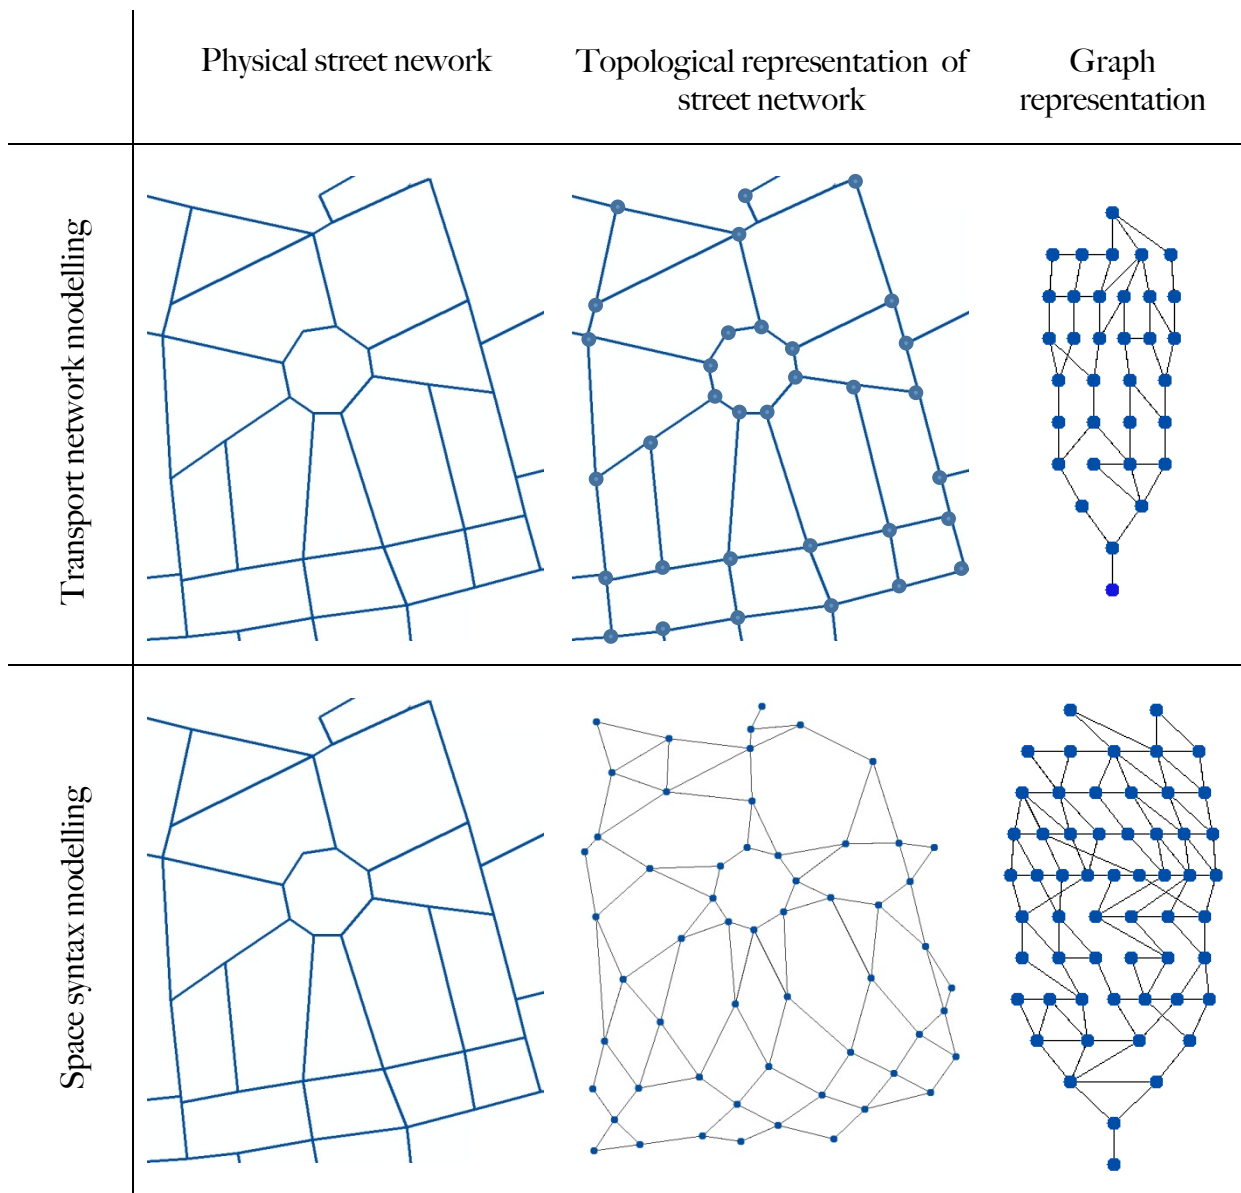 Physical street nework
Topological representation of
street network
Graph
representation
Transport network modelling
Space syntax modelling